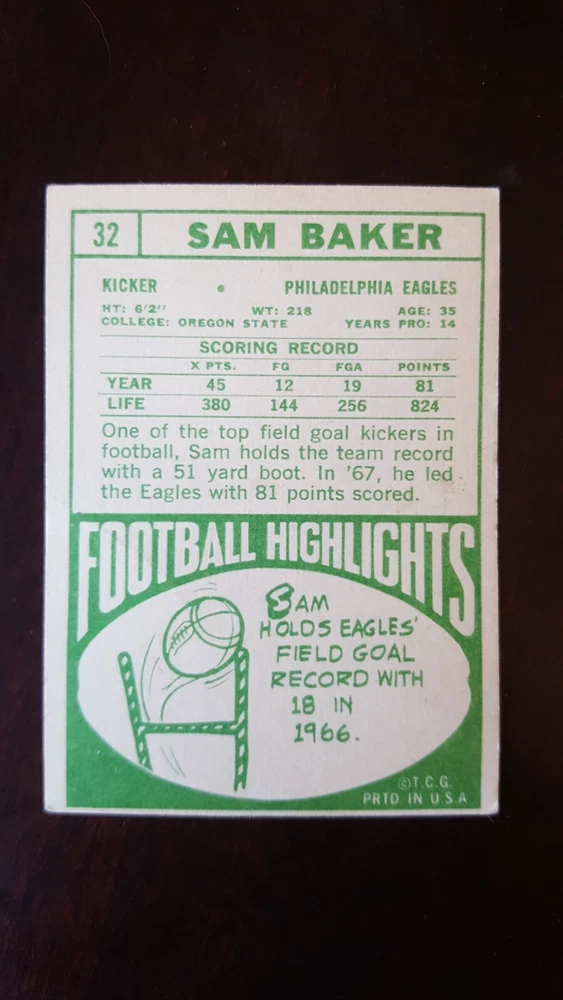 32 SAM BAKER
KICKER • PHILADELPHIA EAGLES
HT: 6'2" WT: 218 AGE: 35
COLLEGE: OREGON STATE YEARS PRO: 14
SCORING RECORD
X PTS. FG FGA POINTS
YEAR 45 12 19 81
LIFE 380 144 256 824
One of the top field goal kickers in
football, Sam holds the team record
with a 51 yard boot. In '67, he led
the Eagles with 81 points scored.
FOOTBALL HIGHLIGHTS
SAM
HOLDS EAGLES'
FIELD GOAL
RECORD WITH
18 IN
1966.
©T.C.G.
PRTD IN U.S.A